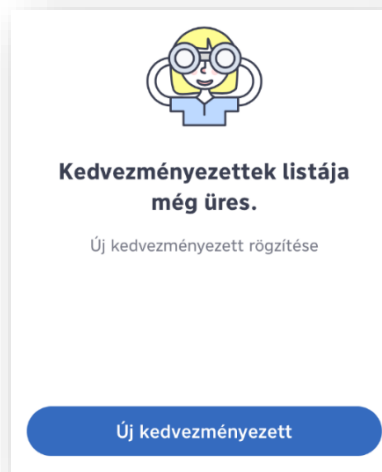 Kedvezményezettek listája
még üres.
Új kedvezményezett rögzítése
Új kedvezményezett